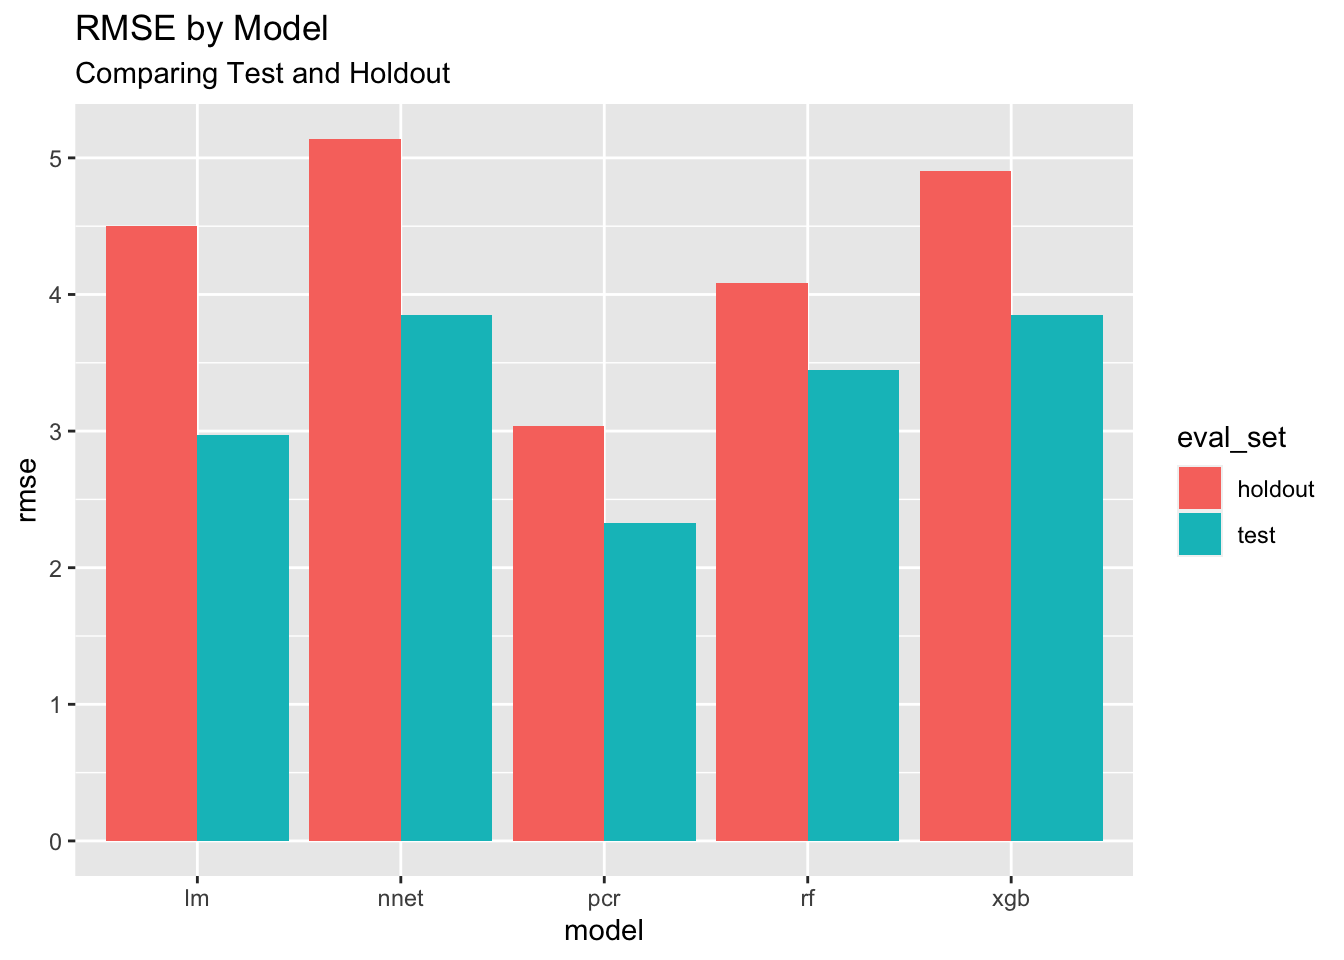 RMSE by Model
Comparing Test and Holdout
5
4
3
2
1
0
rmse
lm nnet pcr rf xgb
model
eval_set
holdout
test